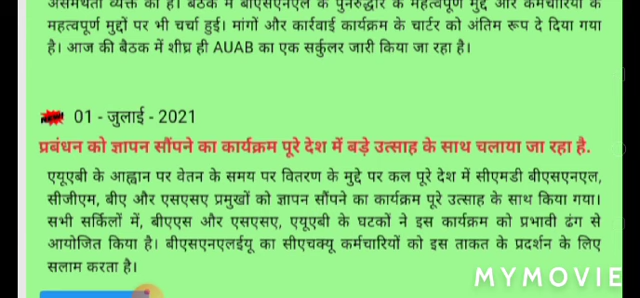 असमर्थता व्यक्त की है। बैठक में बीएसएनएल के पुनरुद्धार के महत्वपूर्ण मुद्दे और कर्मचारियों के
महत्वपूर्ण मुद्दों पर भी चर्चा हुई। मांगों और कार्रवाई कार्यक्रम के चार्टर को अंतिम रूप दे दिया गया
है। आज की बैठक में शीघ्र ही AUAB का एक सर्कुलर जारी किया जा रहा है।
01 - जुलाई - 2021
प्रबंधन को ज्ञापन सौंपने का कार्यक्रम पूरे देश में बड़े उत्साह के साथ चलाया जा रहा है.
एयूएबी के आह्वान पर वेतन के समय पर वितरण के मुद्दे पर कल पूरे देश में सीएमडी बीएसएनएल,
सीजीएम, बीए और एसएसए प्रमुखों को ज्ञापन सौंपने का कार्यक्रम पूरे उत्साह के साथ किया गया।
सभी सर्किलों में, बीएएस और एसएसए, एयूएबी के घटकों ने इस कार्यक्रम को प्रभावी ढंग से
आयोजित किया है। बीएसएनएलईयू का सीएचक्यू कर्मचारियों को इस ताकत के प्रदर्शन के लिए
सलाम करता है।
MYMOVIE